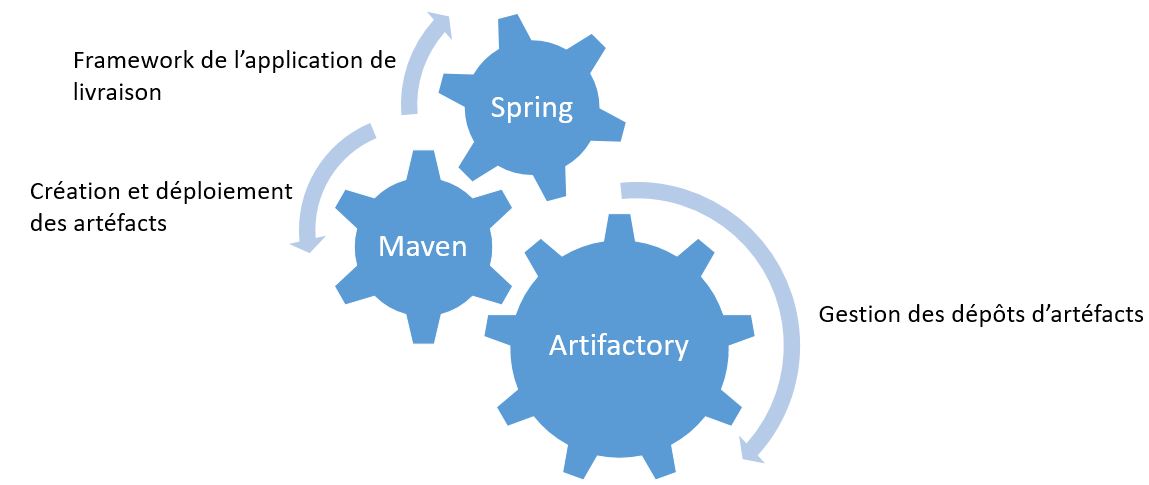 Framework de l’application de
livraison
Spring
Création et déploiement
des artéfacts
Maven
Artifactory
Gestion des dépôts d’artéfacts